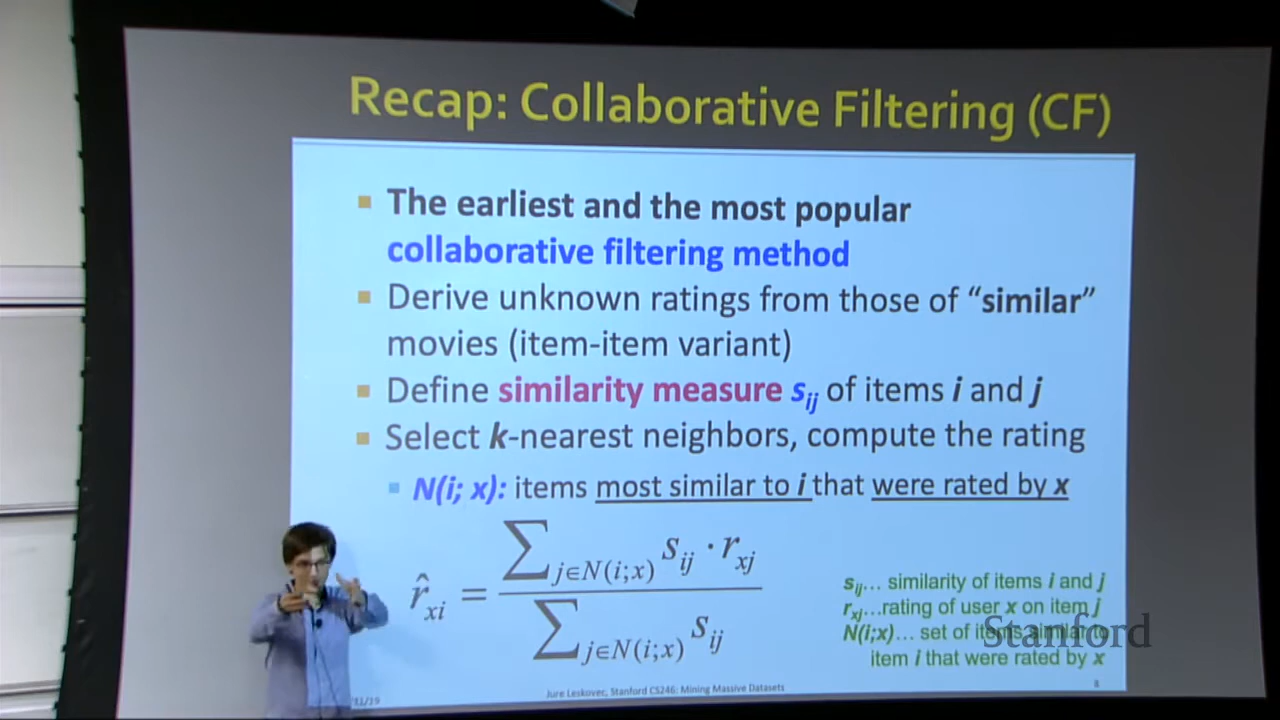 Recap: Collaborative Filtering (CF)
The earliest and the most popular
collaborative filtering method
Derive unknown ratings from those of “similar”
movies (item-item variant)
Define similarity measure sij of items i and j
Select k-nearest neighbors, compute the rating
N(i; x): items most similar to i that were rated by x
r̂xi = ∑j∈N(i;x) sij · rxj / ∑j∈N(i;x) sij
sij... similarity of items i and j
rxj...rating of user x on item j
N(i;x)... set of items similar to
item i that were rated by x
Stanford
Jure Leskovec, Stanford CS246: Mining Massive Datasets
8